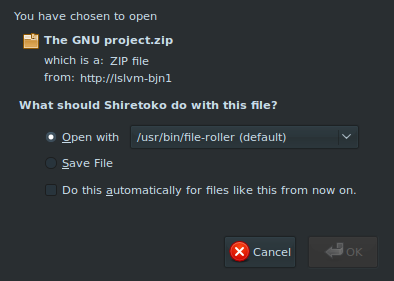 You have chosen to open
The GNU project.zip
which is a: ZIP file
from: http://lslvm-bjn1
What should Shiretoko do with this file?
Open with /usr/bin/file-roller (default)
Save File
Do this automatically for files like this from now on.
Cancel OK